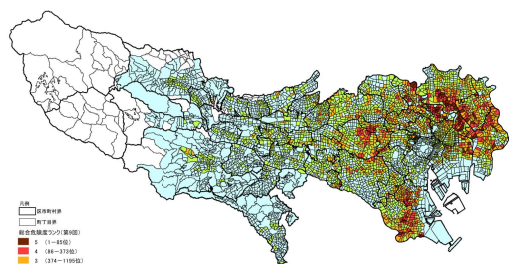 凡例
区市町村界
町丁目界
総合危険度ランク(第9回)
5 (1-85位)
4 (86-373位)
3 (374-1195位)